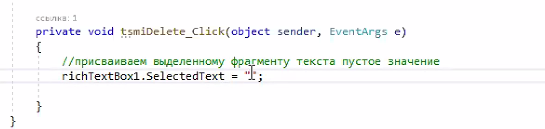 ссылка: 1
private void tsmiDelete_Click(object sender, EventArgs e)
{
//присваиваем выделенному фрагменту текста пустое значение
richTextBox1.SelectedText = "";
}
}